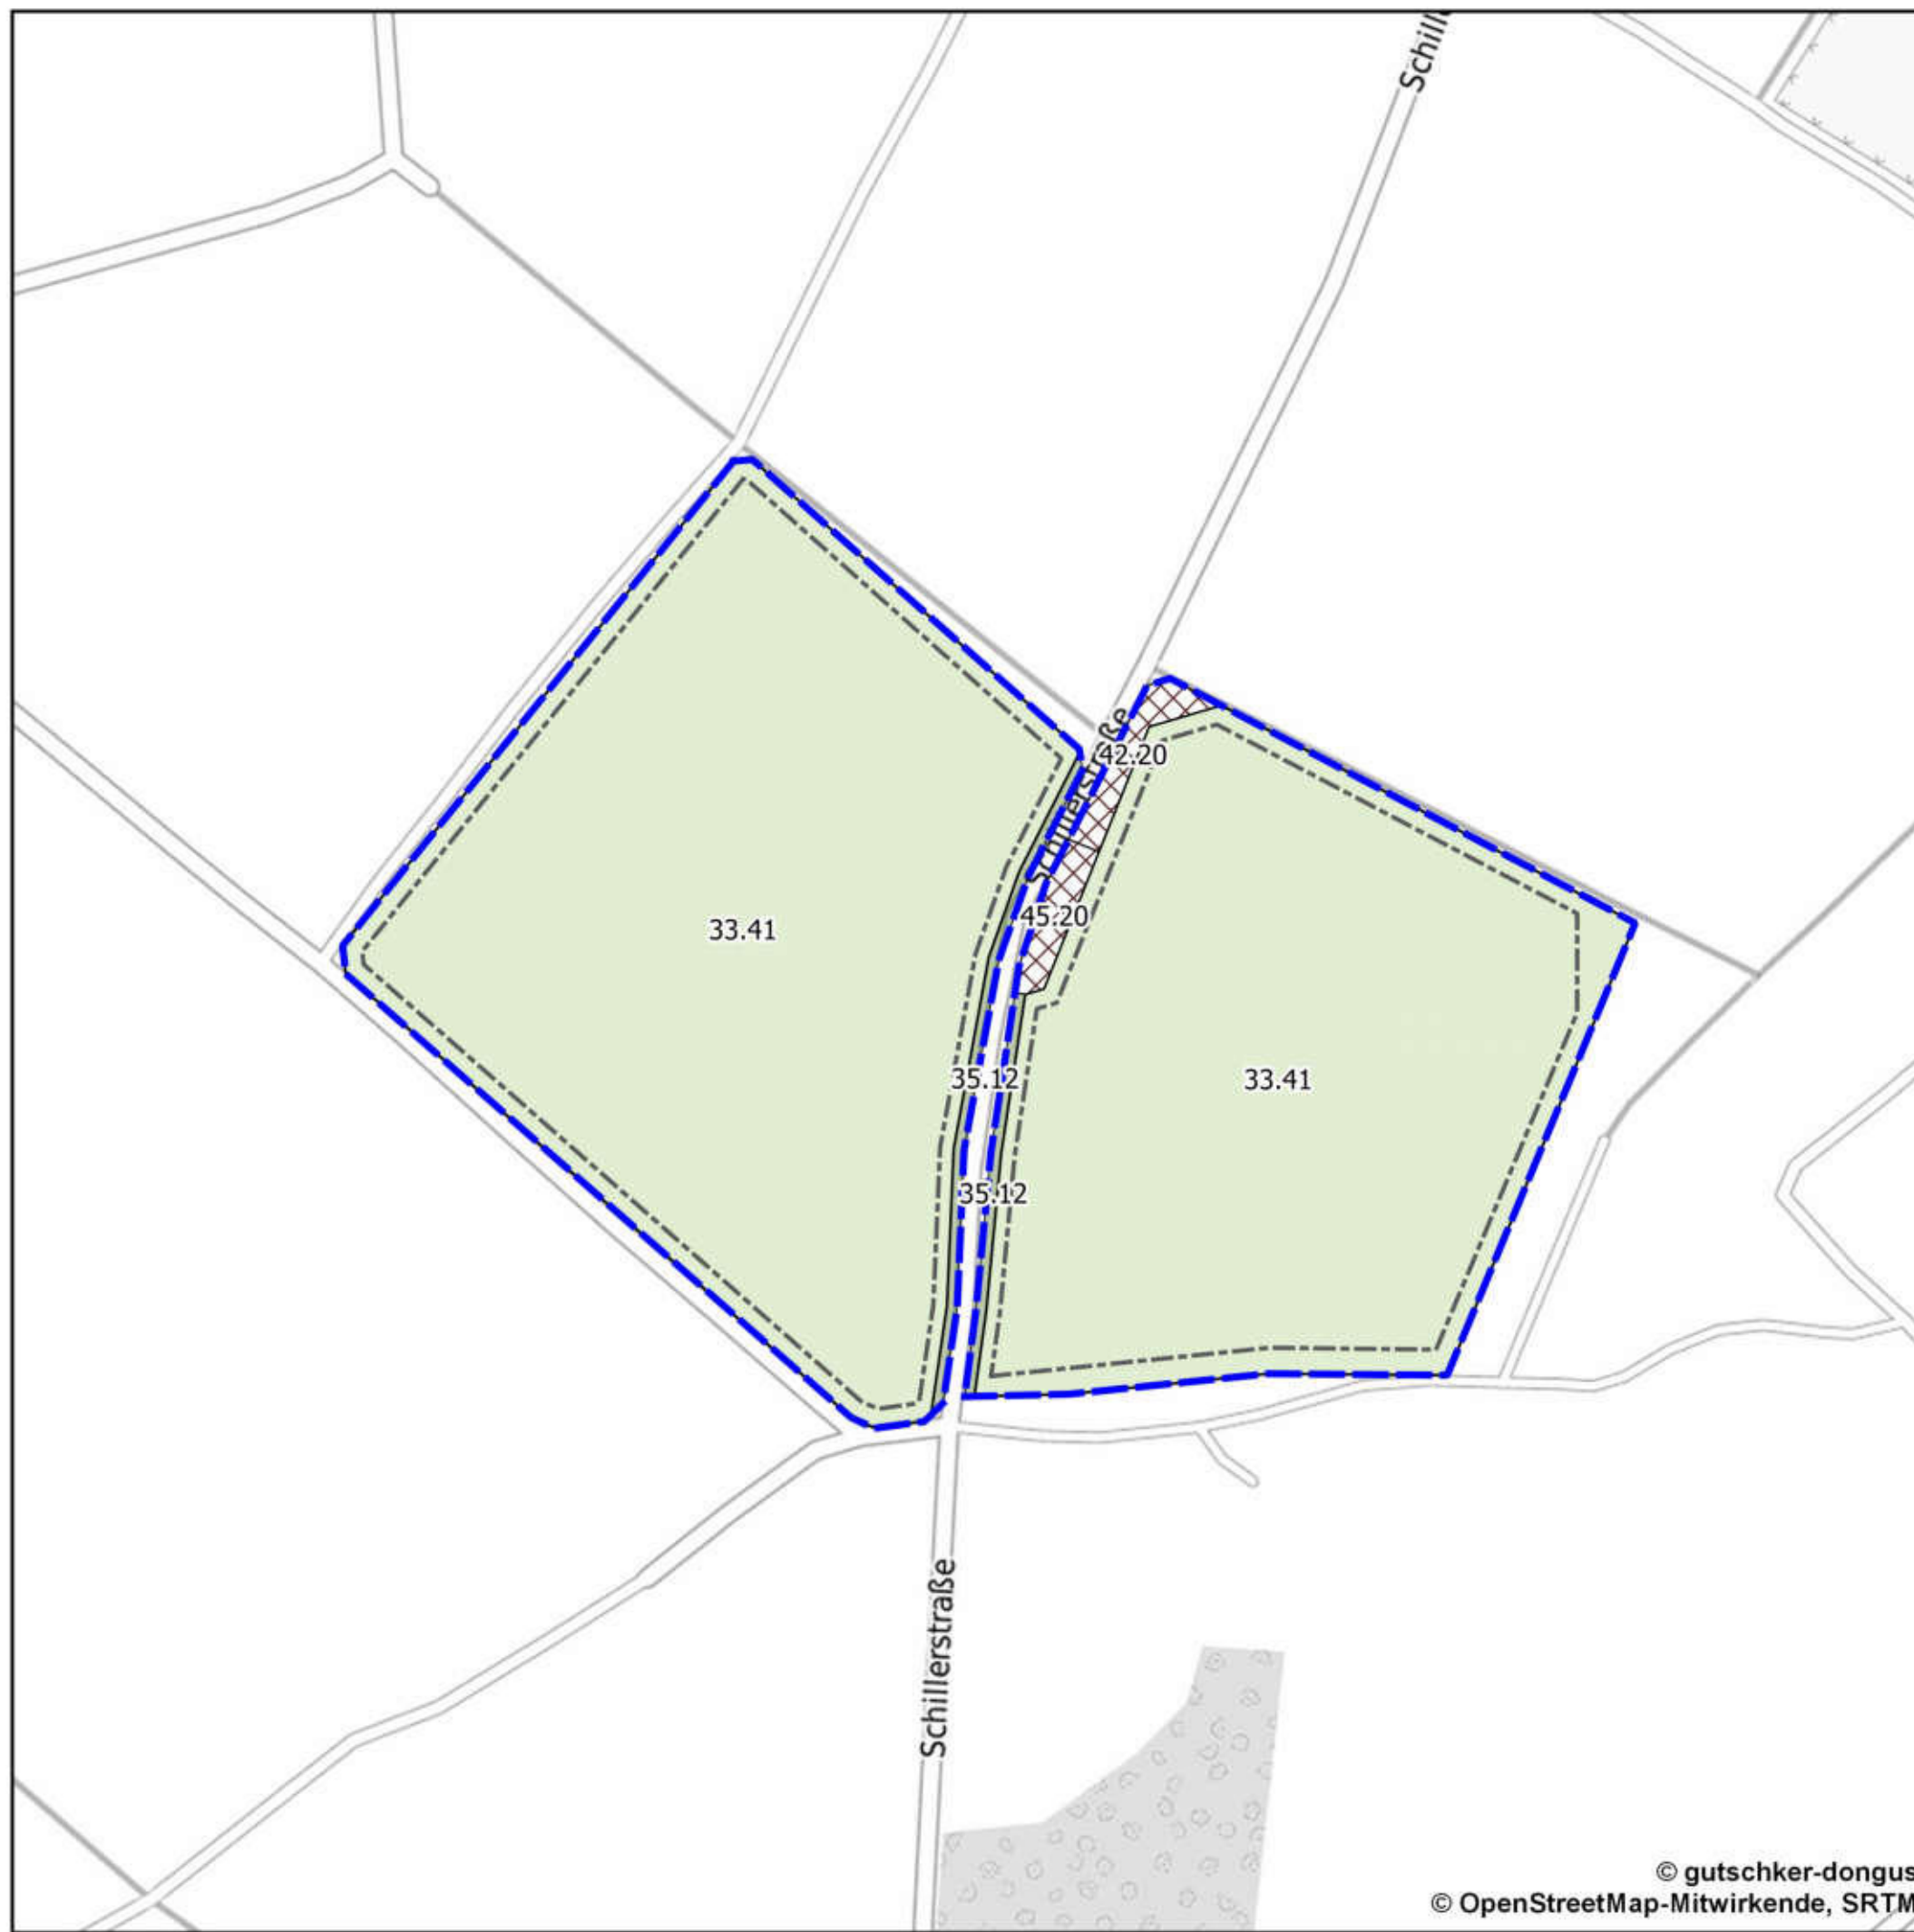 Schill
Schillerstraße
42.20
33.41
45.20
35.12
33.41
35.12
Schillerstraße
© gutschker-dongus
© OpenStreetMap-Mitwirkende, SRTM